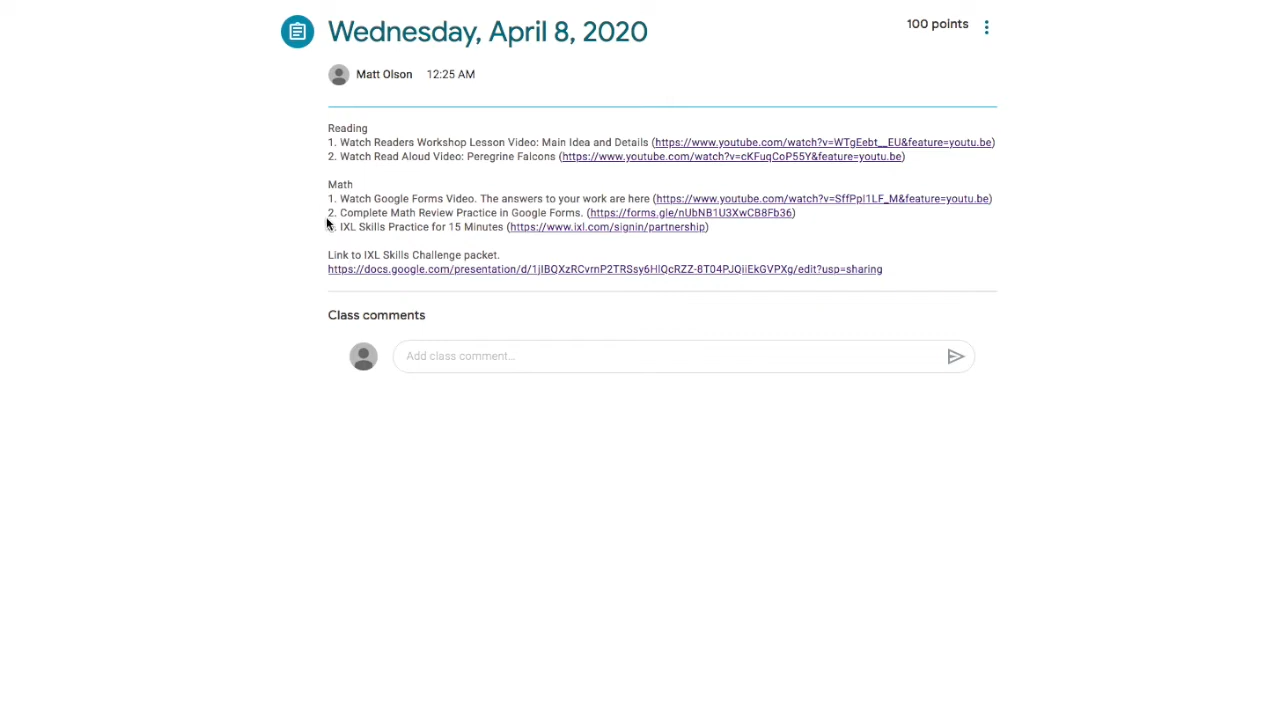 Wednesday, April 8, 2020
100 points
Matt Olson 12:25 AM
Reading
1. Watch Readers Workshop Lesson Video: Main Idea and Details (https://www.youtube.com/watch?v=WTgEebt__EU&feature=youtu.be)
2. Watch Read Aloud Video: Peregrine Falcons (https://www.youtube.com/watch?v=cKFuqCoP55Y&feature=youtu.be)
Math
1. Watch Google Forms Video. The answers to your work are here (https://www.youtube.com/watch?v=SffPpI1LF_M&feature=youtu.be)
2. Complete Math Review Practice in Google Forms. (https://forms.gle/nUbNB1U3XwCB8Fb36)
IXL Skills Practice for 15 Minutes (https://www.ixl.com/signin/partnership)
Link to IXL Skills Challenge packet.
https://docs.google.com/presentation/d/1jIBQXzRCvmP2TRSsy6HlQcRZZ-8T04PJQiiEkGVPXg/edit?usp=sharing
Class comments
Add class comment...